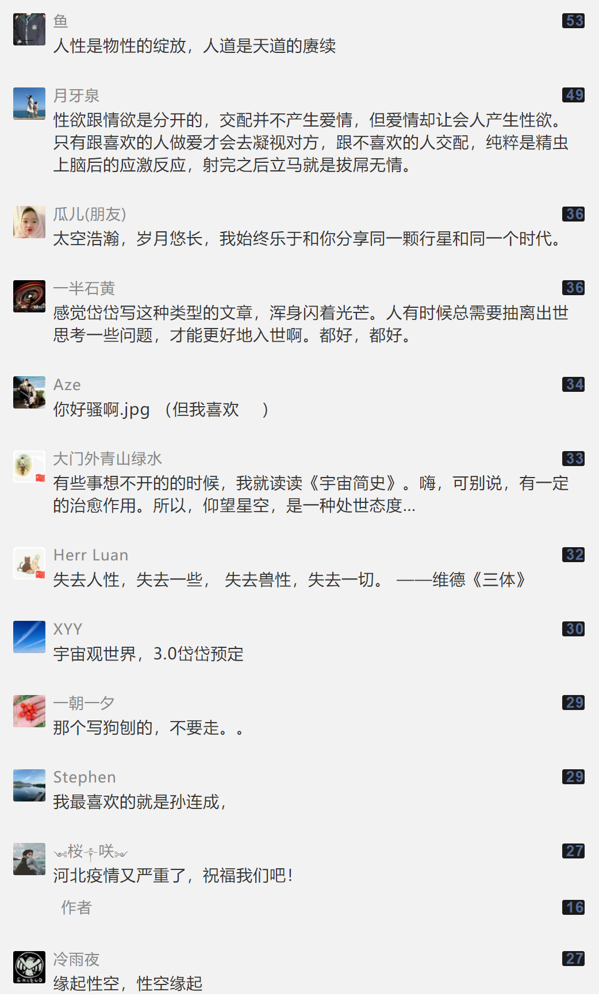 鱼
53
人性是物性的绽放，人道是天道的赓续
月牙泉
49
性欲跟情欲是分开的，交配并不产生爱情，但爱情却让会人产生性欲。
只有跟喜欢的人做爱才会去凝视对方，跟不喜欢的人交配，纯粹是精虫
上脑后的应激反应，射完之后立马就是拔屌无情。
瓜儿(朋友)
36
太空浩瀚，岁月悠长，我始终乐于和你分享同一颗行星和同一个时代。
一半石黄
36
感觉岱岱写这种类型的文章，浑身闪着光芒。人有时候总需要抽离出世
思考一些问题，才能更好地入世啊。都好，都好。
Aze
34
你好骚啊.jpg （但我喜欢 ）
大门外青山绿水
33
有些事想不开的的时候，我就读读《宇宙简史》。嗨，可别说，有一定
的治愈作用。所以，仰望星空，是一种处世态度...
Herr Luan
32
失去人性，失去一些， 失去兽性，失去一切。 ——维德《三体》
XYY
30
宇宙观世界，3.0岱岱预定
一朝一夕
29
那个写狗刨的，不要走。。
Stephen
29
我最喜欢的就是孙连成，
桜༒咲
27
河北疫情又严重了，祝福我们吧！
作者
16
冷雨夜
27
缘起性空，性空缘起
SHIELD